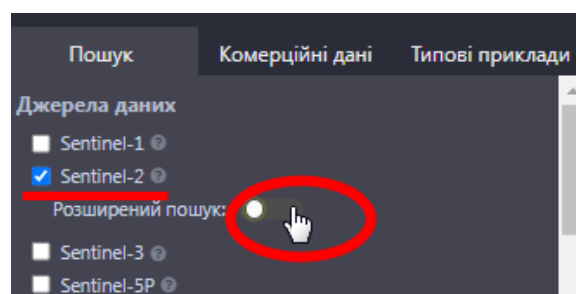 Пошук Комерційні дані Типові приклади
Джерела даних
Sentinel-1
Sentinel-2
Розширений пошук:
Sentinel-3
Sentinel-5P